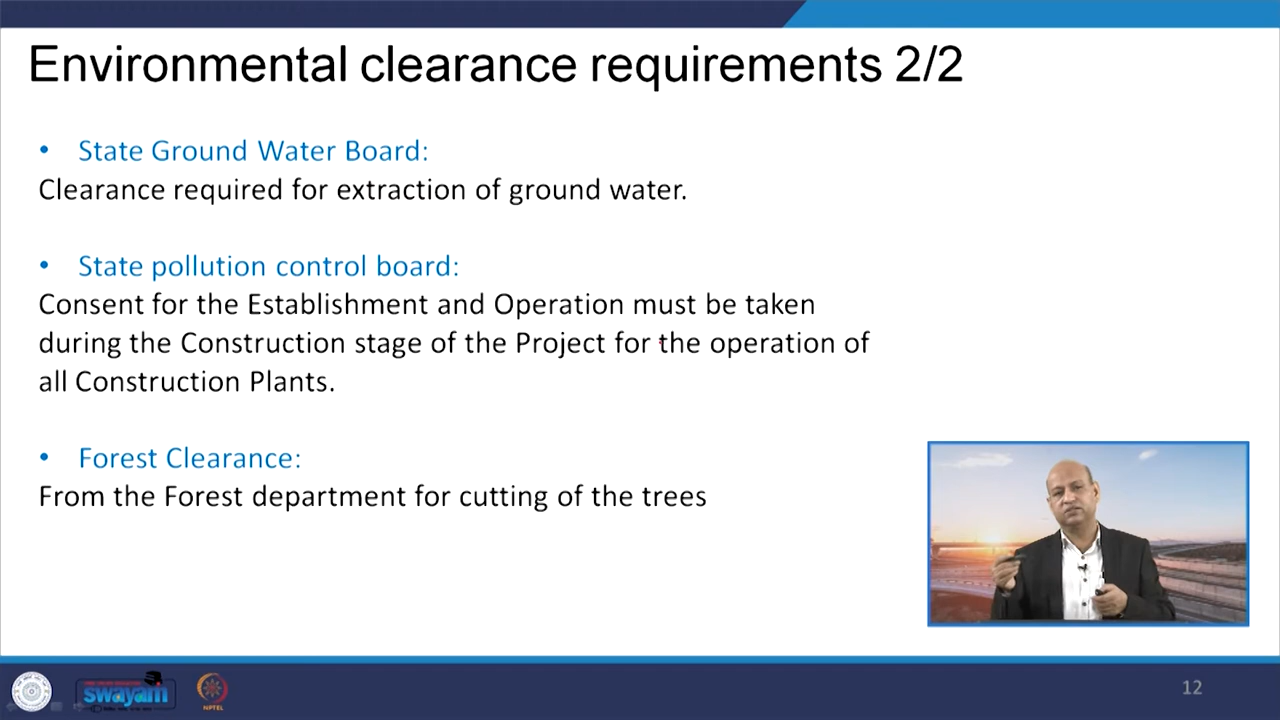 Environmental clearance requirements 2/2
• State Ground Water Board:
Clearance required for extraction of ground water.
• State pollution control board:
Consent for the Establishment and Operation must be taken
during the Construction stage of the Project for the operation of
all Construction Plants.
• Forest Clearance:
From the Forest department for cutting of the trees
swayam
NPTEL
12